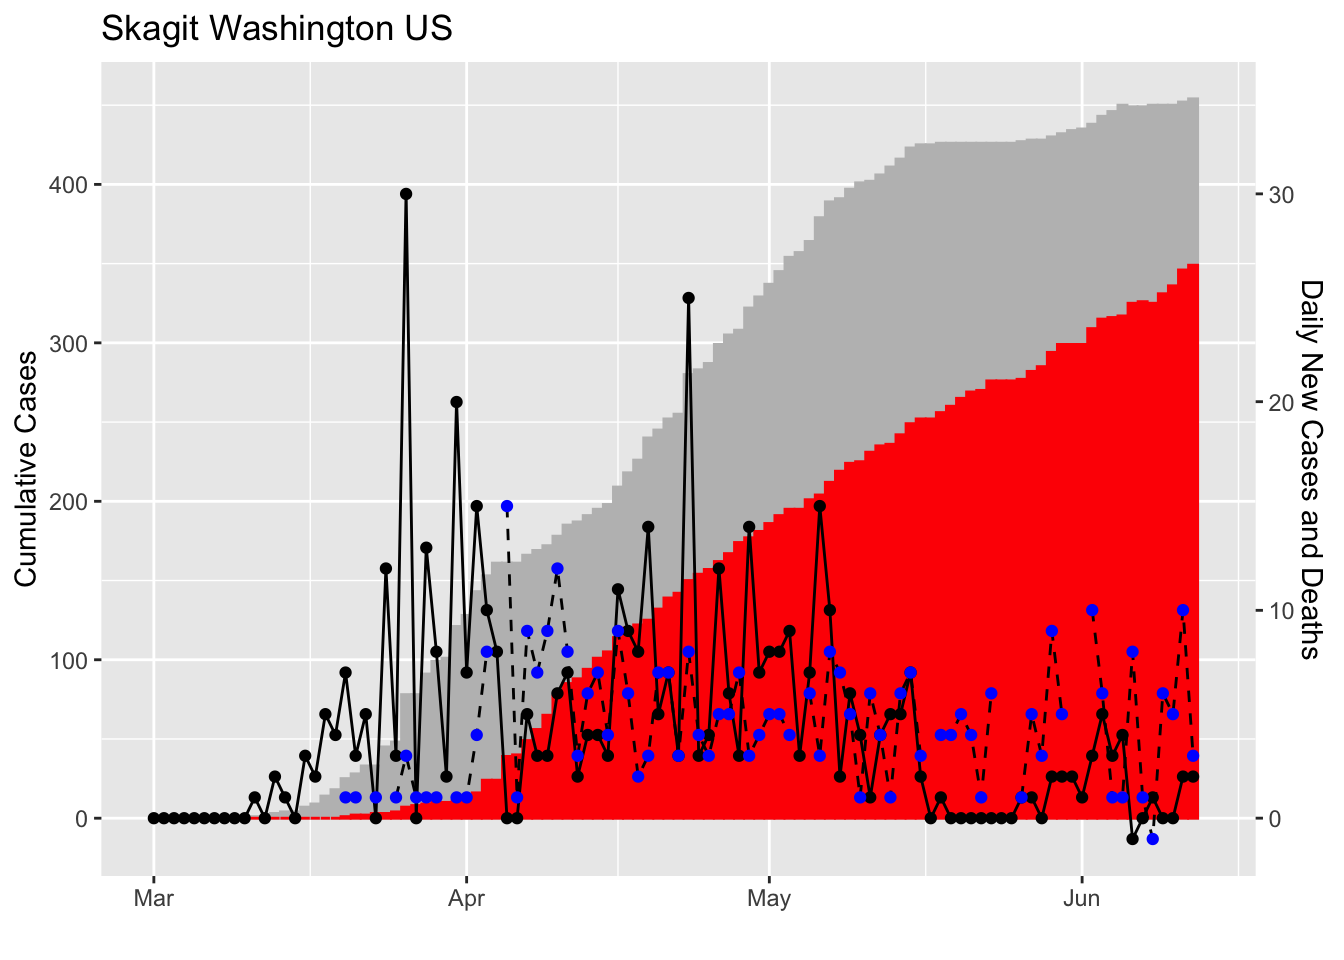 Skagit Washington US
Cumulative Cases
400
300
200
100
0
30
20
10
0
Daily New Cases and Deaths
Mar
Apr
May
Jun